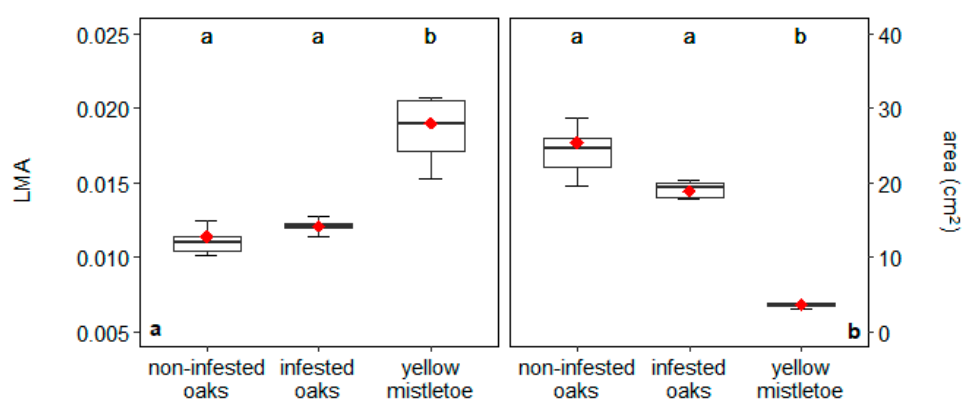 0.025
0.020
0.015
0.010
0.005
LMA
a a b
a
non-infested oaks
infested oaks
yellow mistletoe
a a b
b
non-infested oaks
infested oaks
yellow mistletoe
40
30
20
10
0
area (cm²)